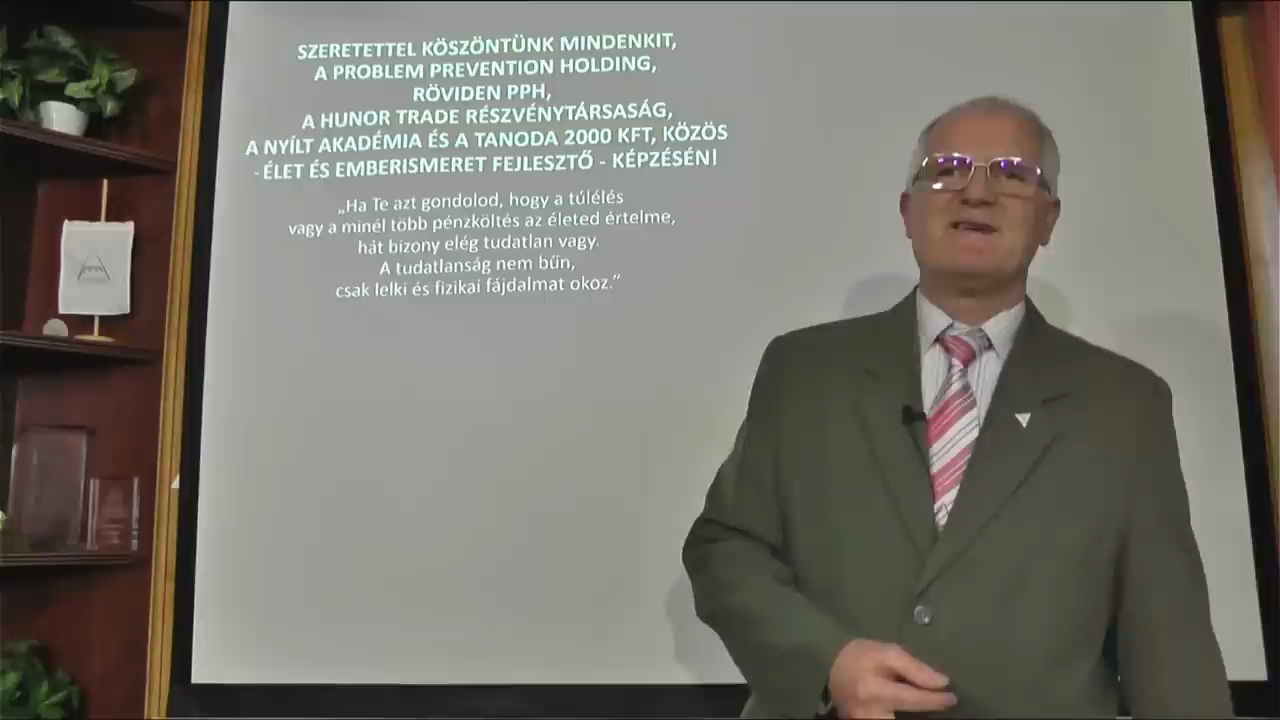 SZERETETTEL KÖSZÖNTÜNK MINDENKIT,
A PROBLEM PREVENTION HOLDING,
RÖVIDEN PPH,
A HUNOR TRADE RÉSZVÉNYTÁRSASÁG,
A NYÍLT AKADÉMIA ÉS A TANODA 2000 KFT, KÖZÖS
- ÉLET ÉS EMBERISMERET FEJLESZTŐ - KÉPZÉSÉN!
„Ha Te azt gondolod, hogy a túlélés
vagy a minél több pénzköltés az életed értelme,
hát bizony elég tudatlan vagy.
A tudatlanság nem bűn,
csak lelki és fizikai fájdalmat okoz.”